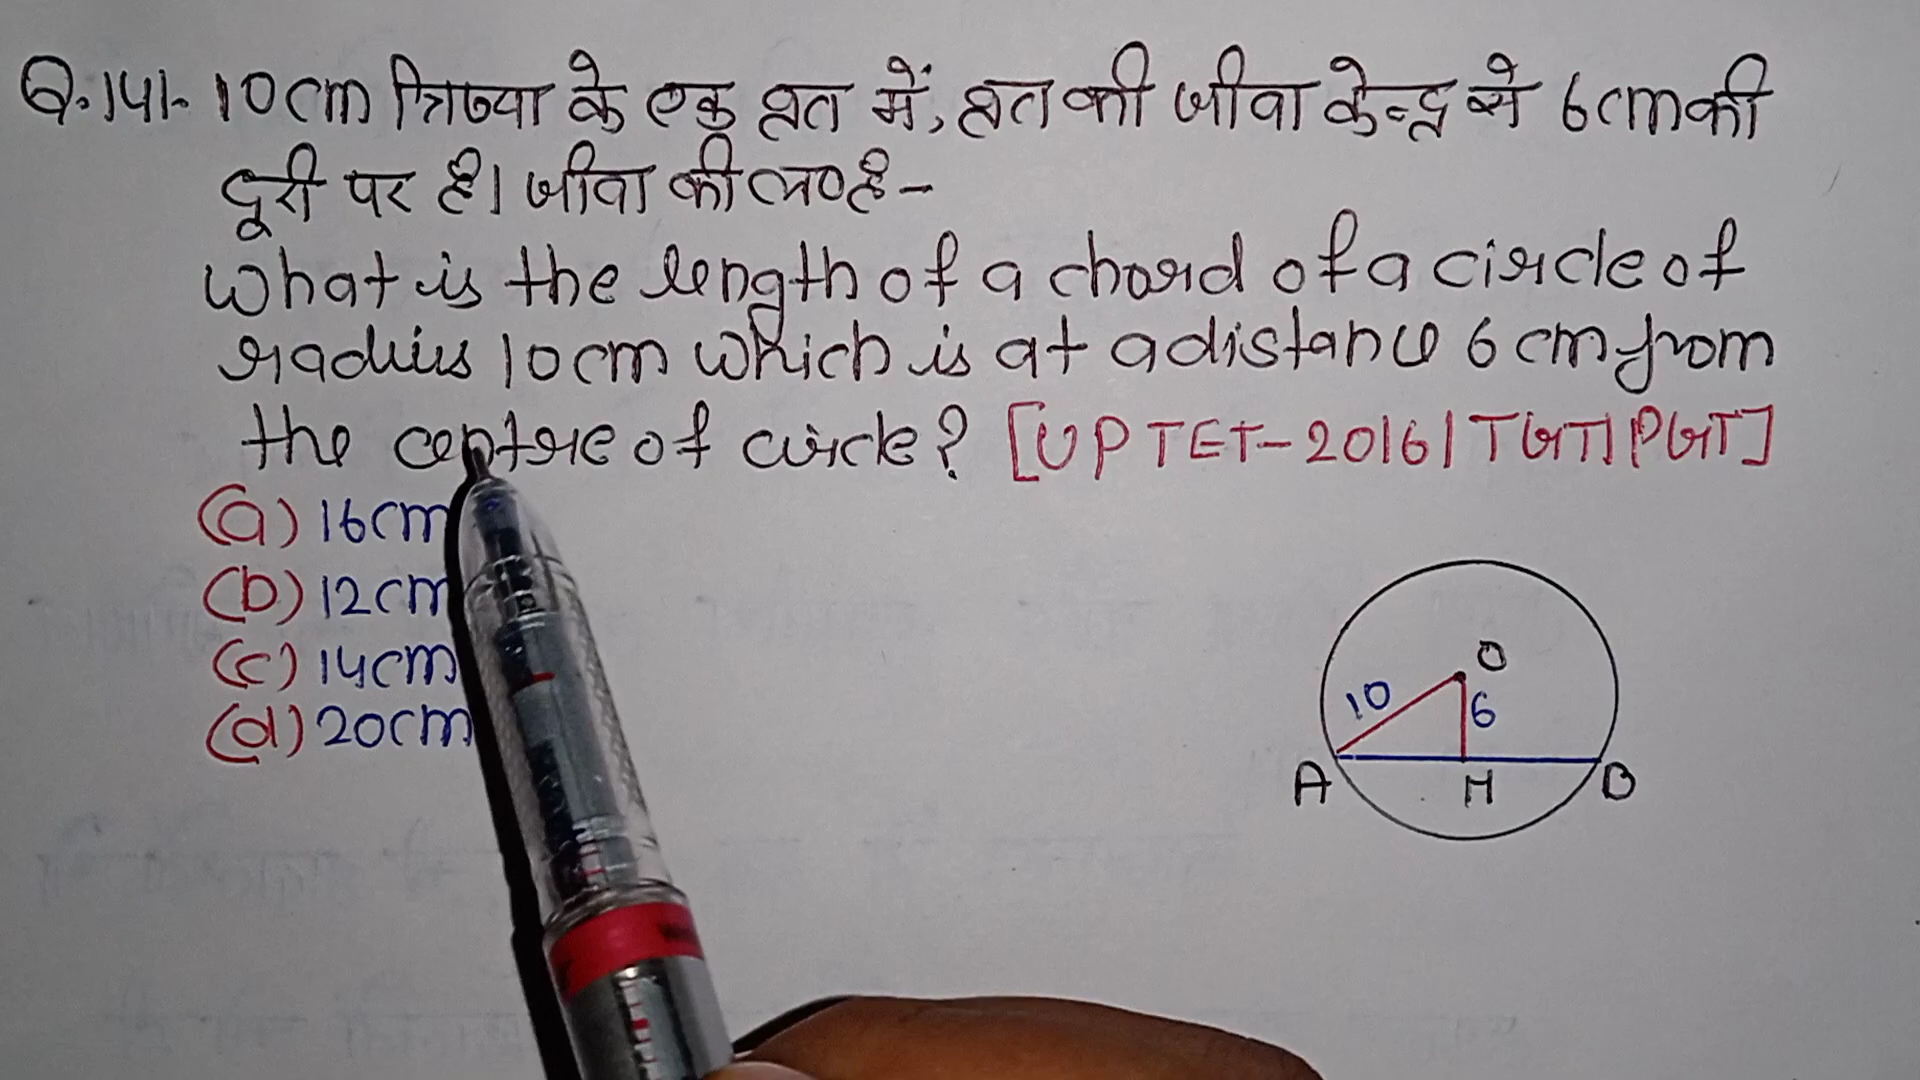 Q.141- 10cm त्रिज्या के एक वृत में, वृत की जीवा केन्द्र से 6cm की
दूरी पर है। जीवा की ल० है-
What is the length of a chord of a circle of
radius 10cm which is at a distance 6cm from
the centre of circle? [UPTET-2016|TGT|PGT]
(a) 16cm
(b) 12cm
(c) 14cm
(d) 20cm
O
10
6
A
M
B